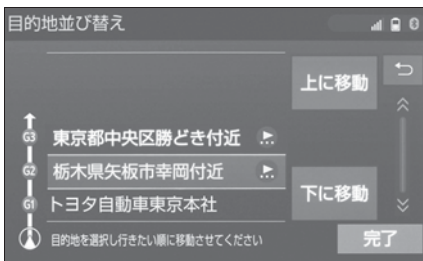 目的地並び替え
上に移動
G3 東京都中央区勝どき付近
G2 栃木県矢板市幸岡付近
G1 トヨタ自動車東京本社
下に移動
目的地を選択し行きたい順に移動させてください
完了